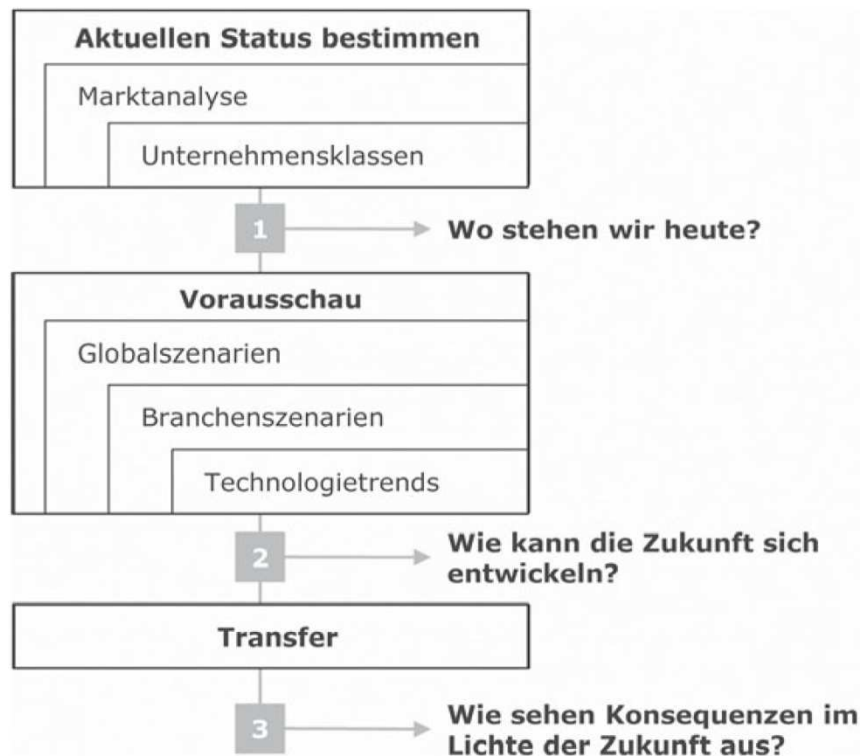 Aktuellen Status bestimmen
Marktanalyse
Unternehmensklassen
1
Wo stehen wir heute?
Vorausschau
Globalszenarien
Branchenszenarien
Technologietrends
2
Wie kann die Zukunft sich
entwickeln?
Transfer
3
Wie sehen Konsequenzen im
Lichte der Zukunft aus?